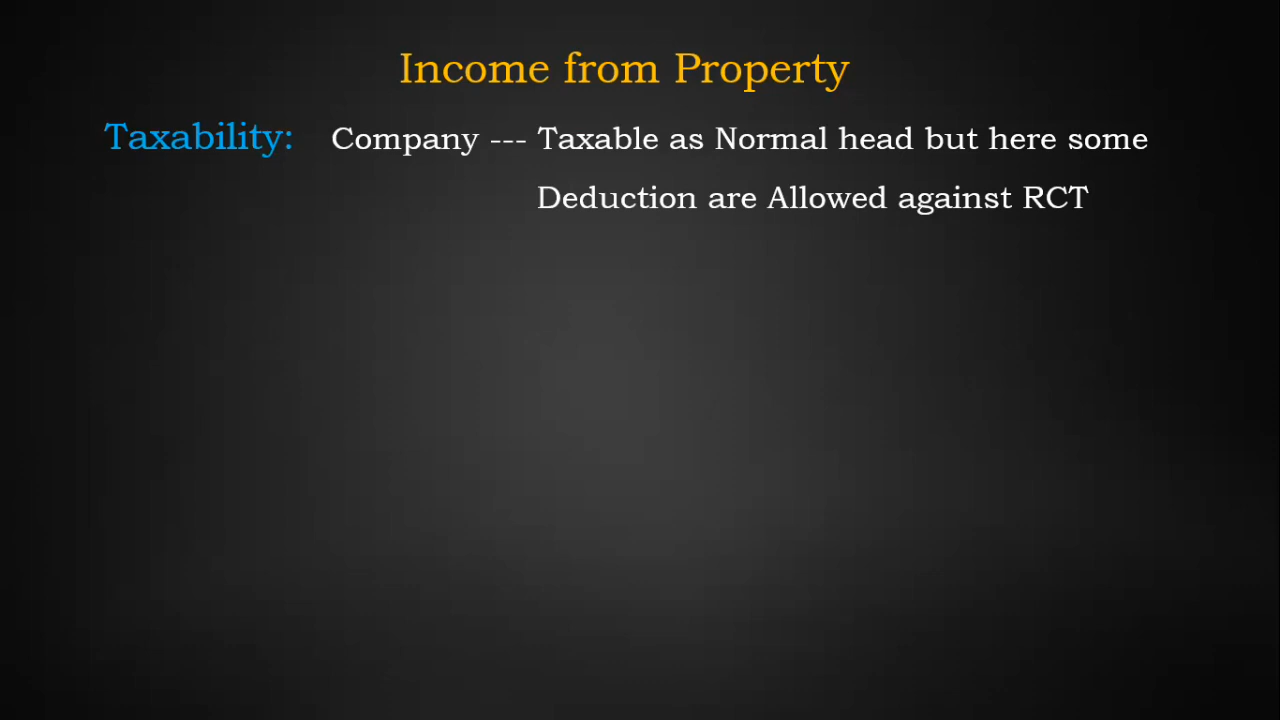 Income from Property
Taxability: Company --- Taxable as Normal head but here some
Deduction are Allowed against RCT